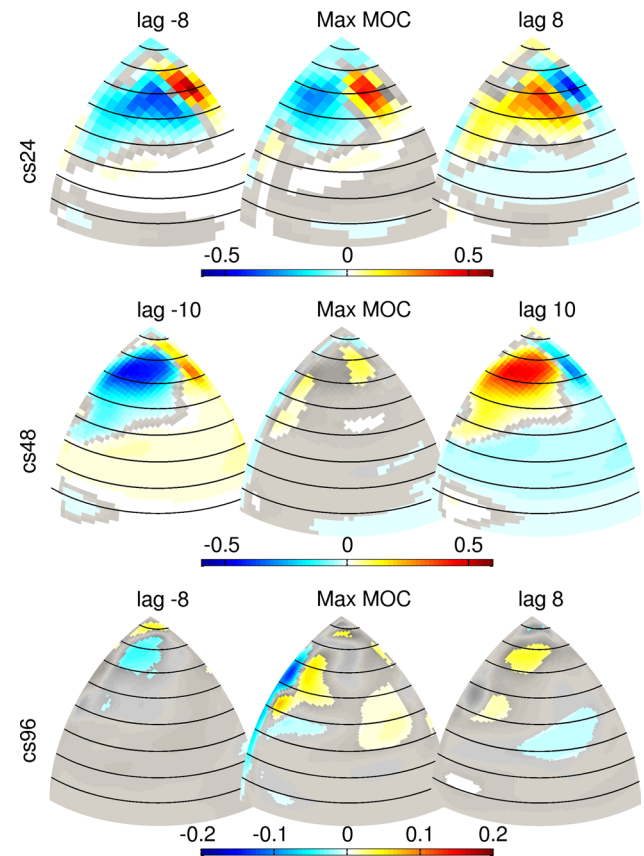 lag -8 Max MOC lag 8
cs24
-0.5 0 0.5
lag -10 Max MOC lag 10
cs48
-0.5 0 0.5
lag -8 Max MOC lag 8
cs96
-0.2 -0.1 0 0.1 0.2